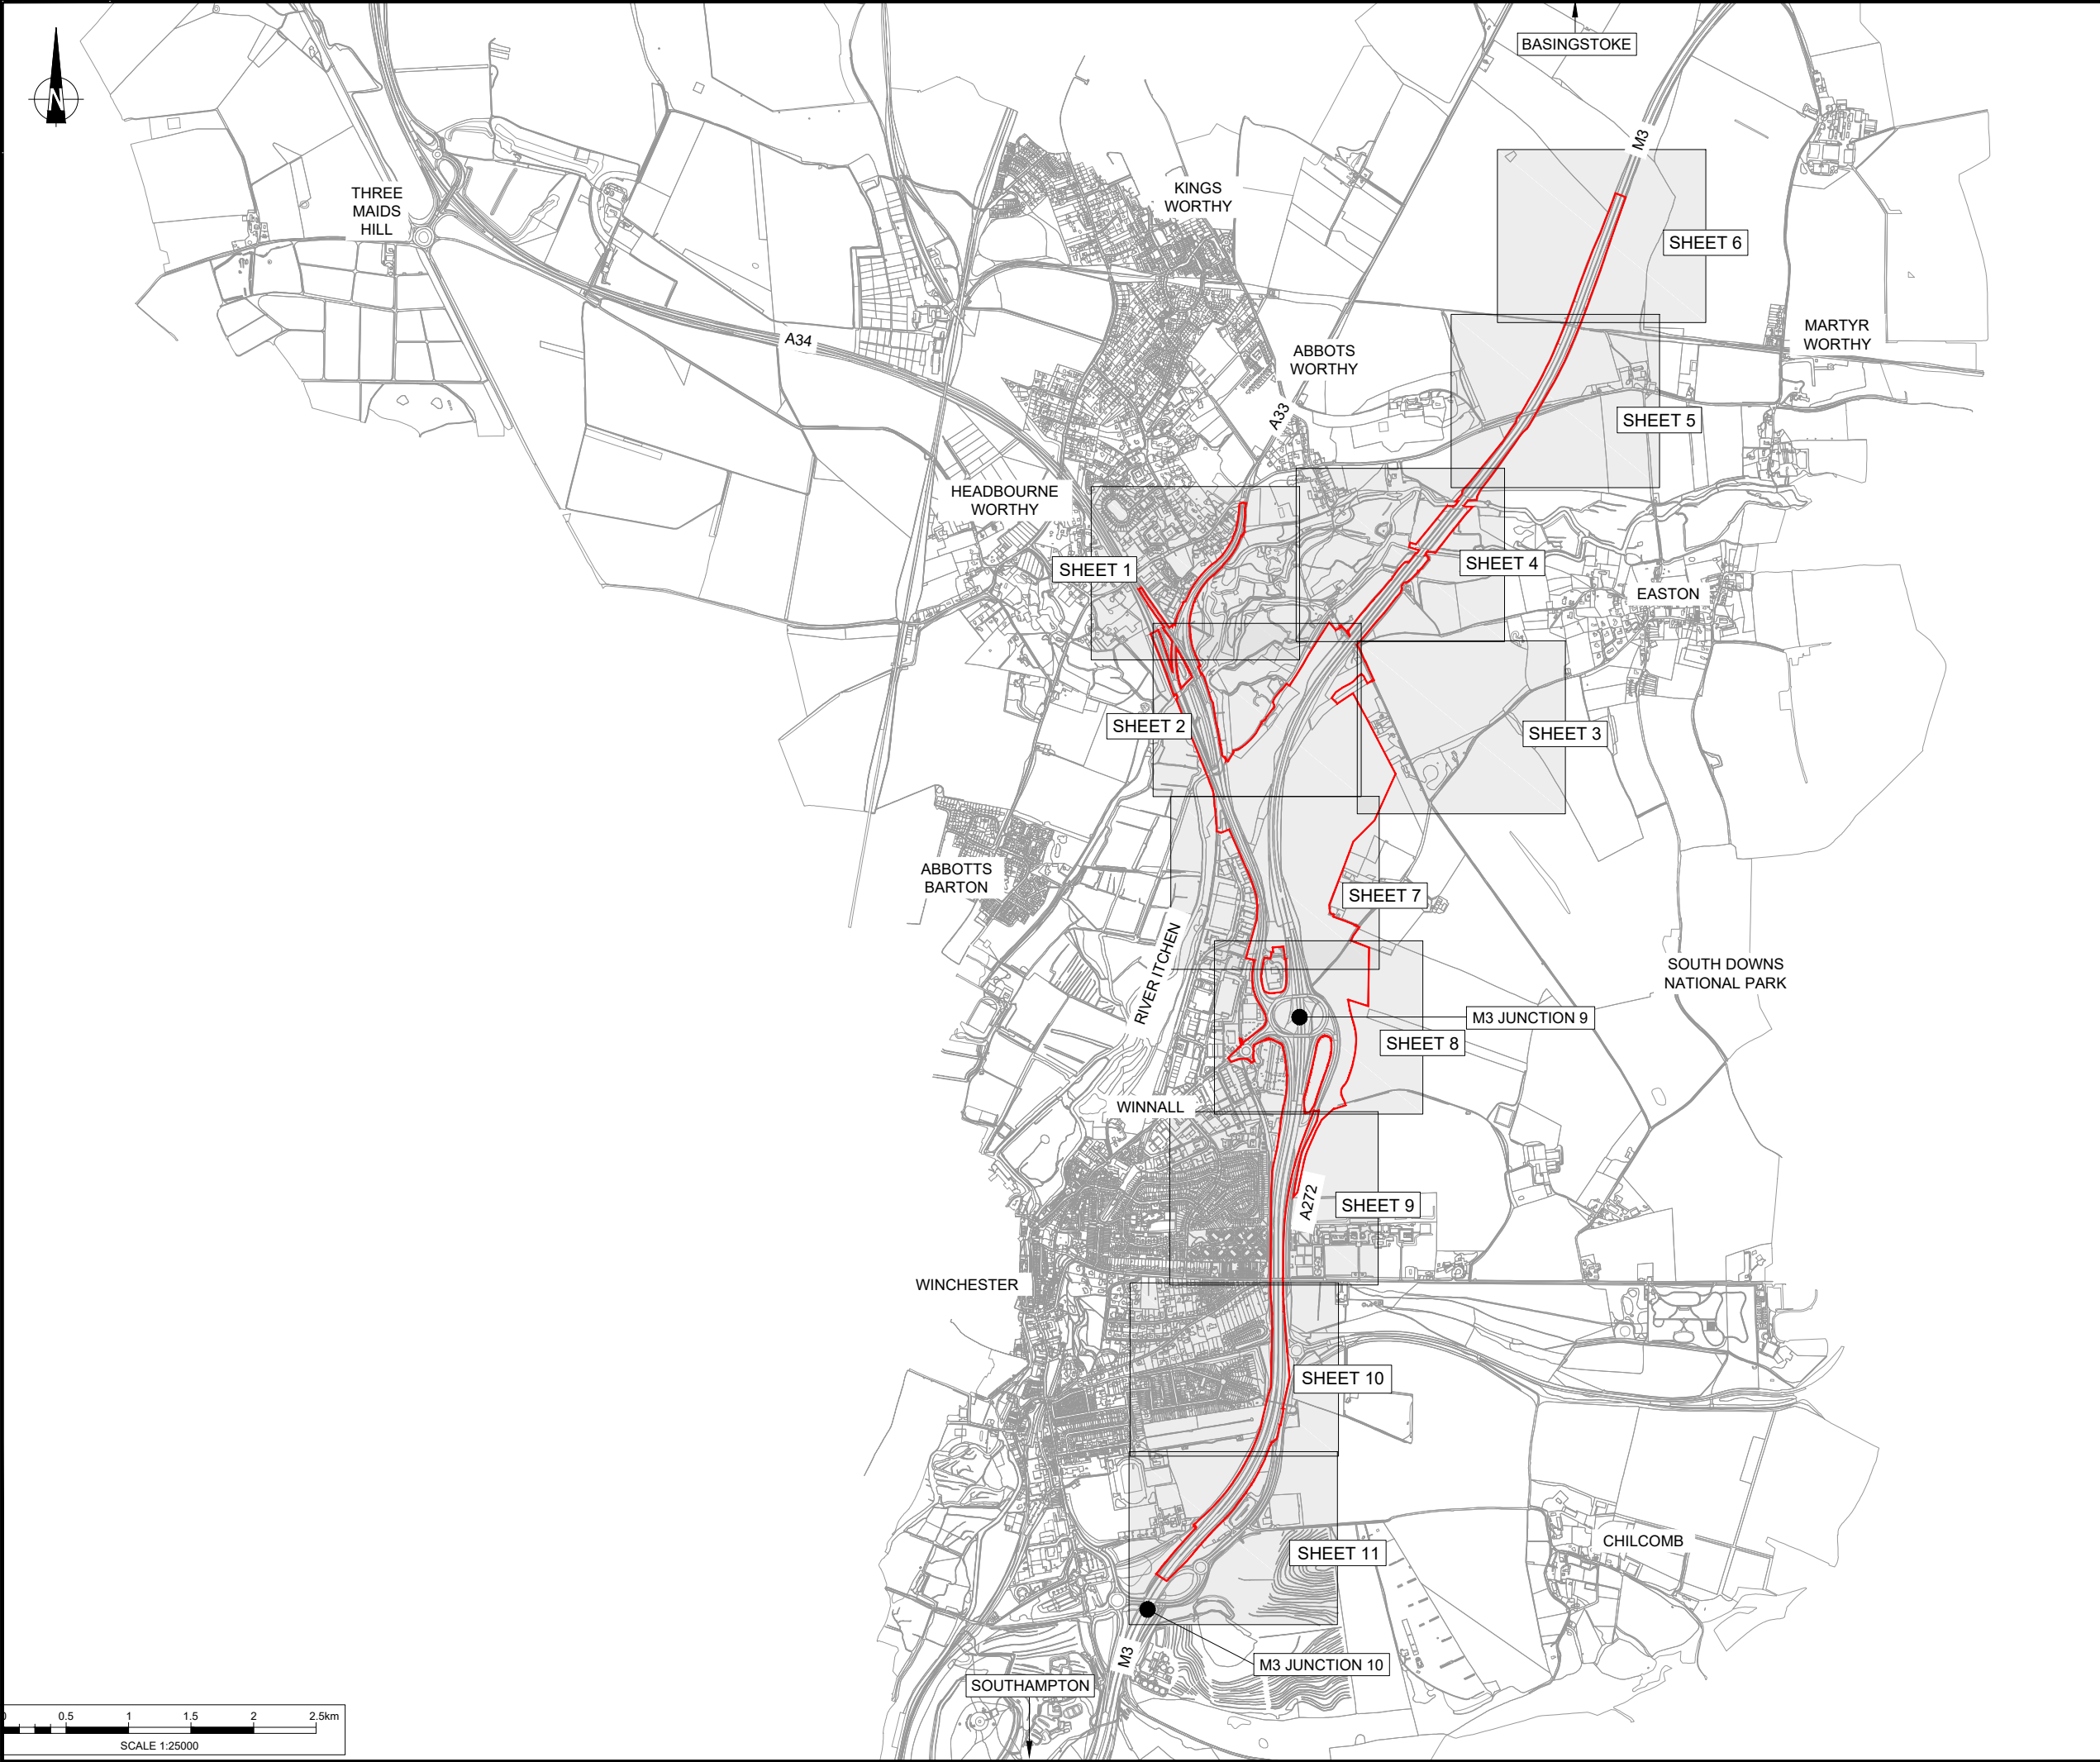 BASINGSTOKE
N
M3
THREE
MAIDS
HILL
KINGS
WORTHY
SHEET 6
A34
ABBOTS
WORTHY
MARTYR
WORTHY
A33
SHEET 5
HEADBOURNE
WORTHY
SHEET 1
SHEET 4
EASTON
SHEET 2
SHEET 3
ABBOTTS
BARTON
SHEET 7
RIVER ITCHEN
SOUTH DOWNS
NATIONAL PARK
M3 JUNCTION 9
SHEET 8
WINNALL
A272
SHEET 9
WINCHESTER
SHEET 10
SHEET 11
CHILCOMB
M3
M3 JUNCTION 10
SOUTHAMPTON
0 0.5 1 1.5 2 2.5km
SCALE 1:25000